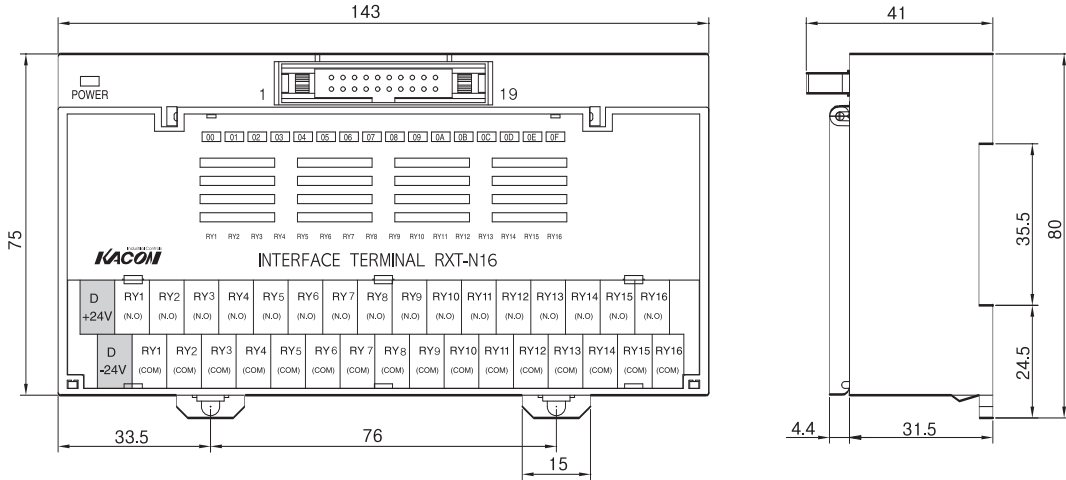 143
41
POWER
1
19
00 01 02 03 04 05 06 07 08 09 0A 0B 0C 0D 0E 0F
75
35.5
80
RY1 RY2 RY3 RY4 RY5 RY6 RY7 RY8 RY9 RY10 RY11 RY12 RY13 RY14 RY15 RY16
Industrial Controls
KACON
INTERFACE TERMINAL RXT-N16
D RY1 RY2 RY3 RY4 RY5 RY6 RY7 RY8 RY9 RY10 RY11 RY12 RY13 RY14 RY15 RY16
+24V (N.O) (N.O) (N.O) (N.O) (N.O) (N.O) (N.O) (N.O) (N.O) (N.O) (N.O) (N.O) (N.O) (N.O) (N.O) (N.O)
D RY1 RY2 RY3 RY4 RY5 RY6 RY7 RY8 RY9 RY10 RY11 RY12 RY13 RY14 RY15 RY16
-24V (COM) (COM) (COM) (COM) (COM) (COM) (COM) (COM) (COM) (COM) (COM) (COM) (COM) (COM) (COM) (COM)
24.5
33.5
76
15
4.4
31.5